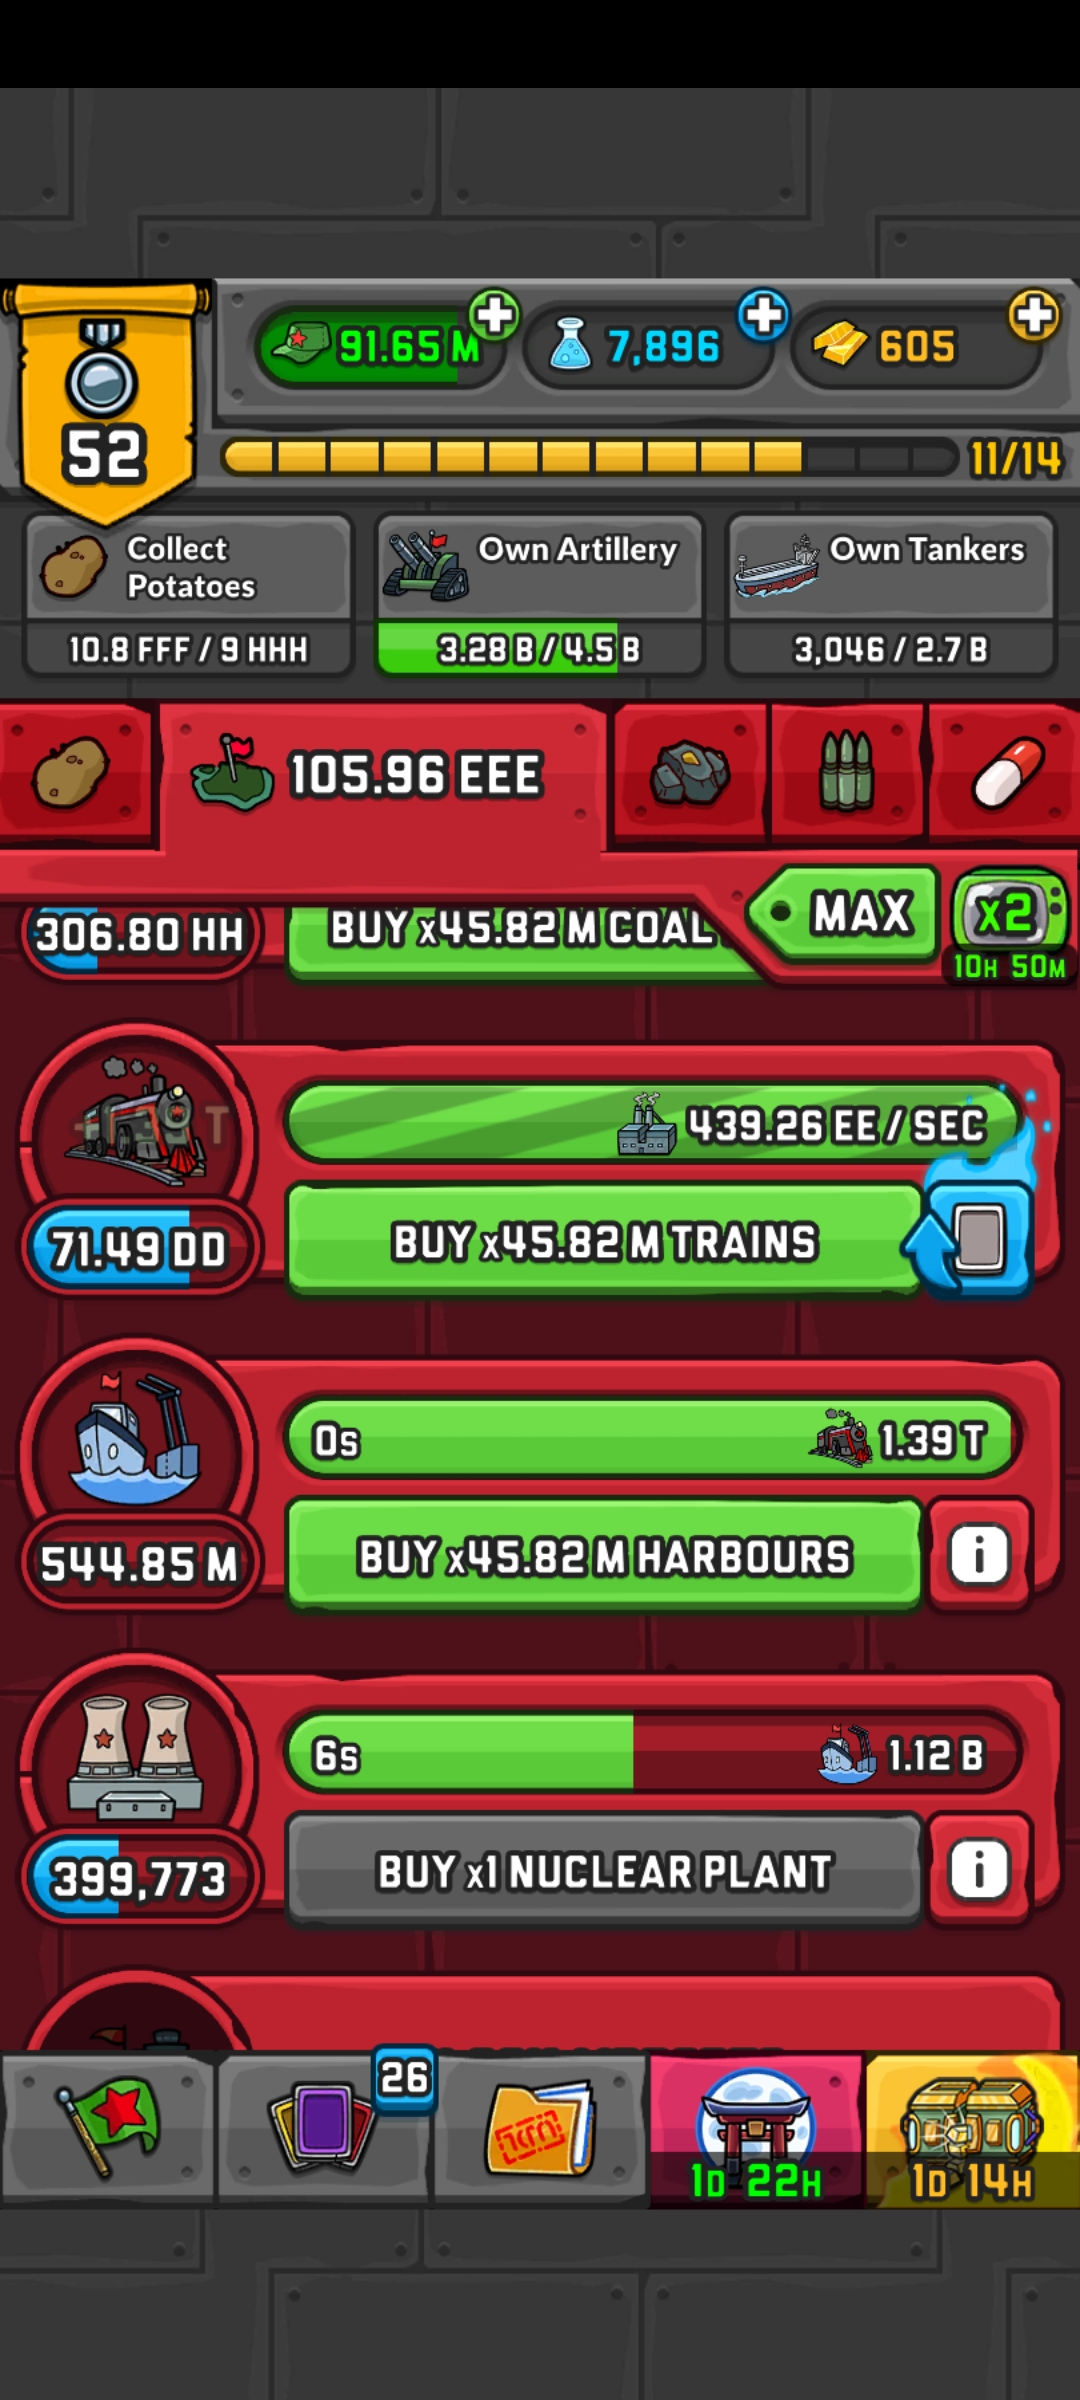 91.65 M
7,896
605
52
11/14
Collect
Potatoes
10.8 FFF / 9 HHH
Own Artillery
3.28 B / 4.5 B
Own Tankers
3,046 / 2.7 B
105.96 EEE
MAX
x2
10H 50M
306.80 HH
BUY x45.82 M COAL
439.26 EE / SEC
71.49 DD
BUY x45.82 M TRAINS
0s
1.39 T
544.85 M
BUY x45.82 M HARBOURS
i
6s
1.12 B
399,773
BUY x1 NUCLEAR PLANT
i
26
1D 22H
1D 14H